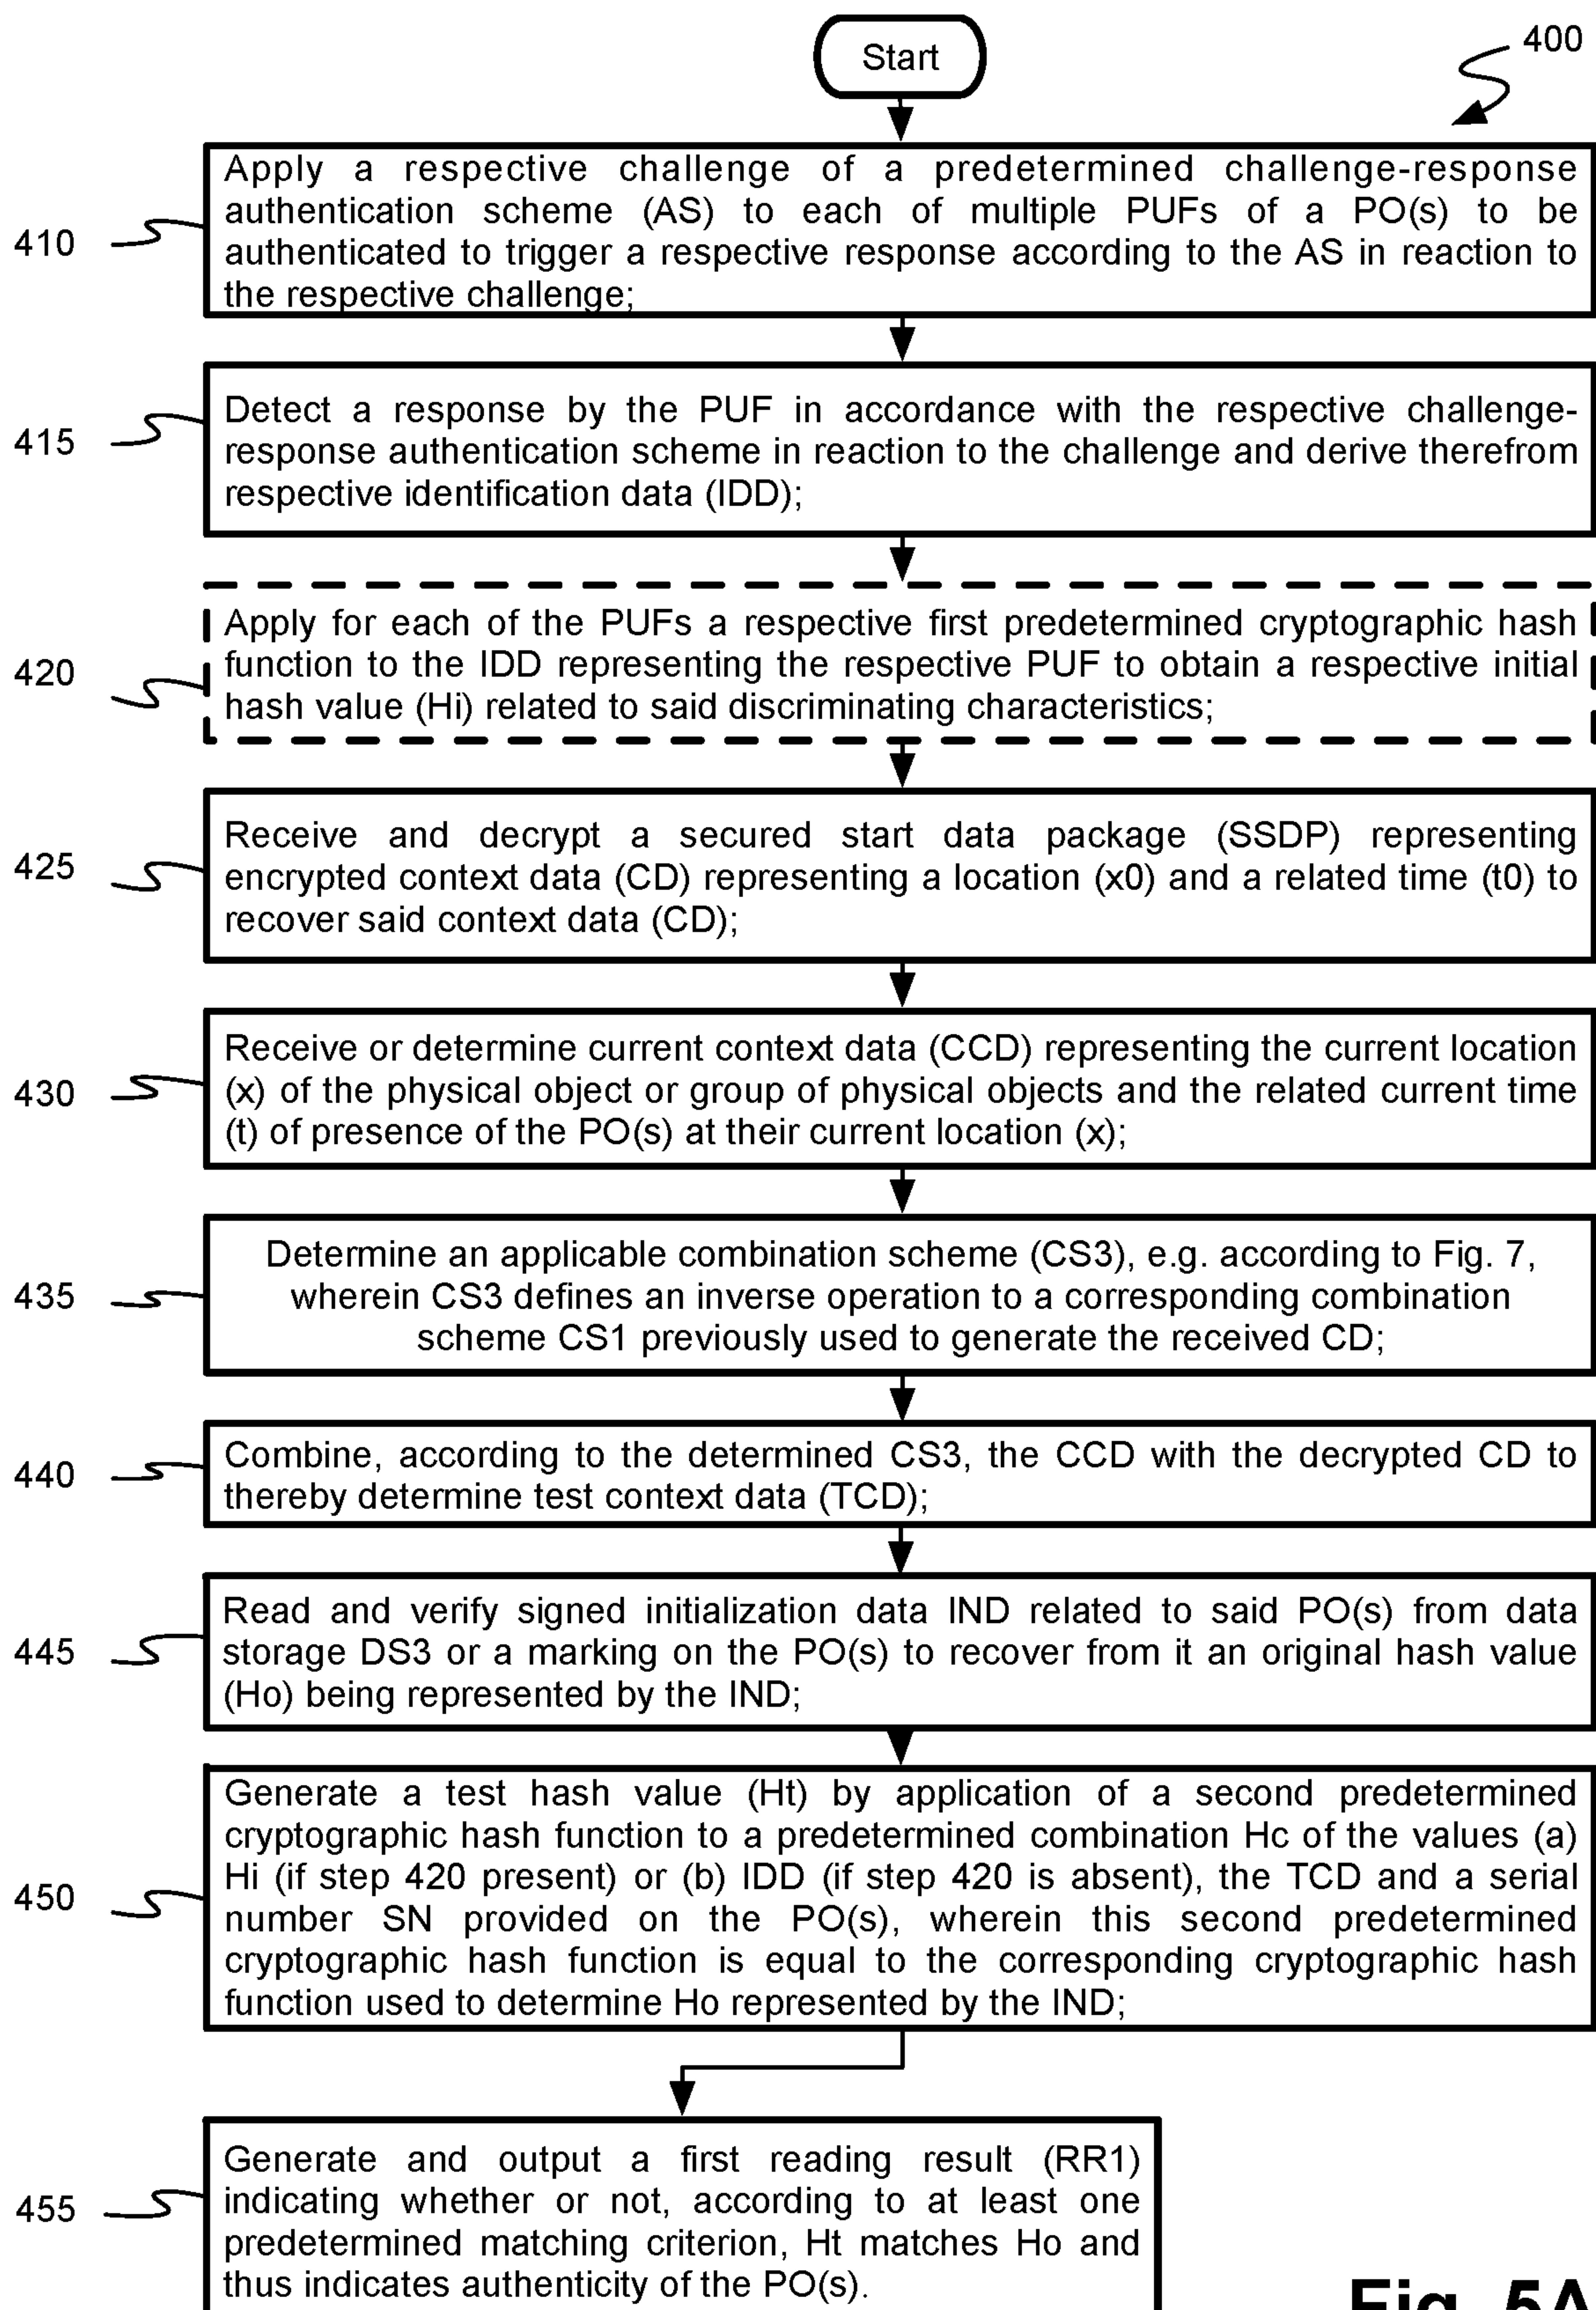 Start
400
410
Apply a respective challenge of a predetermined challenge-response
authentication scheme (AS) to each of multiple PUFs of a PO(s) to be
authenticated to trigger a respective response according to the AS in reaction to
the respective challenge;
415
Detect a response by the PUF in accordance with the respective challenge-
response authentication scheme in reaction to the challenge and derive therefrom
respective identification data (IDD);
420
Apply for each of the PUFs a respective first predetermined cryptographic hash
function to the IDD representing the respective PUF to obtain a respective initial
hash value (Hi) related to said discriminating characteristics;
425
Receive and decrypt a secured start data package (SSDP) representing
encrypted context data (CD) representing a location (x0) and a related time (t0) to
recover said context data (CD);
430
Receive or determine current context data (CCD) representing the current location
(x) of the physical object or group of physical objects and the related current time
(t) of presence of the PO(s) at their current location (x);
435
Determine an applicable combination scheme (CS3), e.g. according to Fig. 7,
wherein CS3 defines an inverse operation to a corresponding combination
scheme CS1 previously used to generate the received CD;
440
Combine, according to the determined CS3, the CCD with the decrypted CD to
thereby determine test context data (TCD);
445
Read and verify signed initialization data IND related to said PO(s) from data
storage DS3 or a marking on the PO(s) to recover from it an original hash value
(Ho) being represented by the IND;
450
Generate a test hash value (Ht) by application of a second predetermined
cryptographic hash function to a predetermined combination Hc of the values (a)
Hi (if step 420 present) or (b) IDD (if step 420 is absent), the TCD and a serial
number SN provided on the PO(s), wherein this second predetermined
cryptographic hash function is equal to the corresponding cryptographic hash
function used to determine Ho represented by the IND;
455
Generate and output a first reading result (RR1)
indicating whether or not, according to at least one
predetermined matching criterion, Ht matches Ho and
thus indicates authenticity of the PO(s).
Fig. 5A